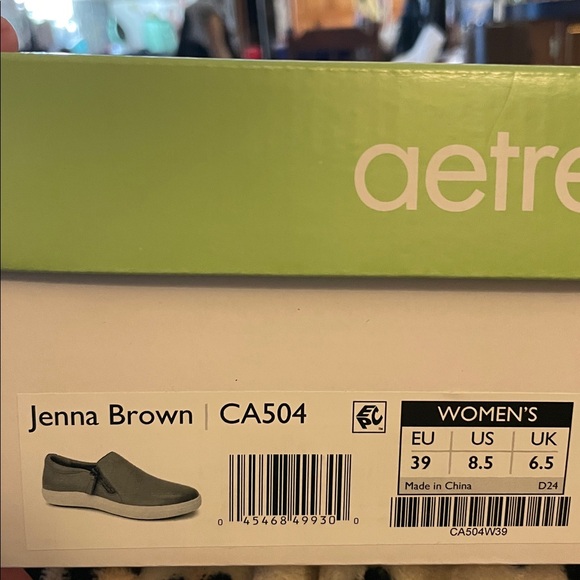 aetre
Jenna Brown | CA504
WOMEN'S
EU US UK
39 8.5 6.5
Made in China D24
0 45468 49930 0
CA504W39